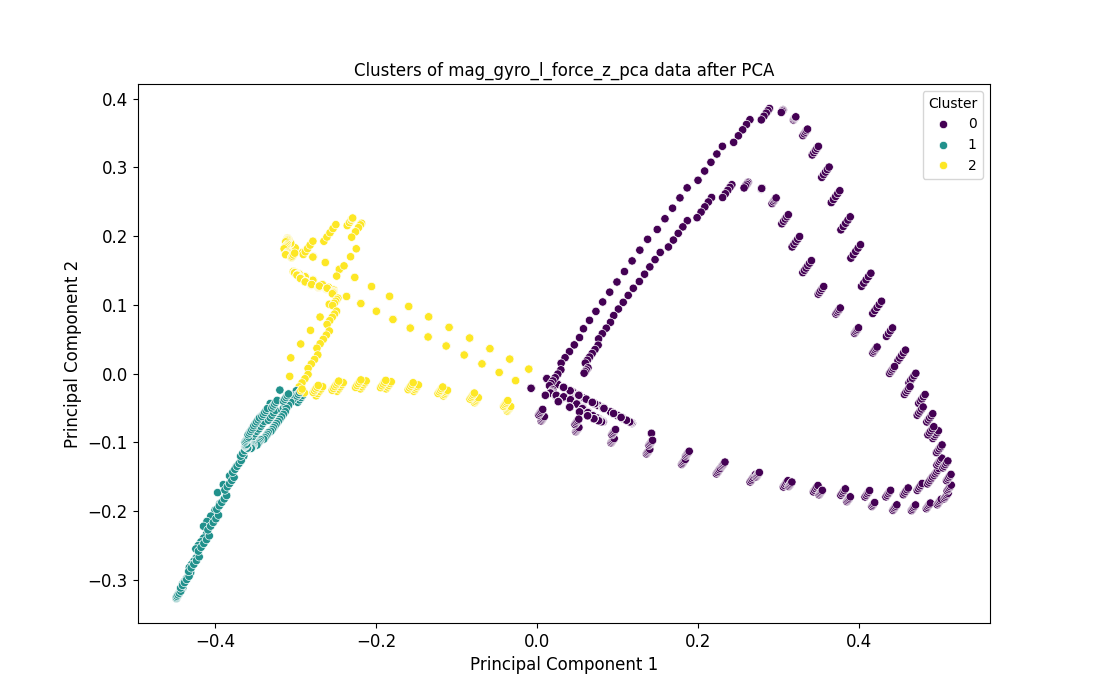 Clusters of mag_gyro_l_force_z_pca data after PCA
Cluster
0
1
2
0.4
0.3
0.2
0.1
0.0
−0.1
−0.2
−0.3
Principal Component 2
−0.4 −0.2 0.0 0.2 0.4
Principal Component 1